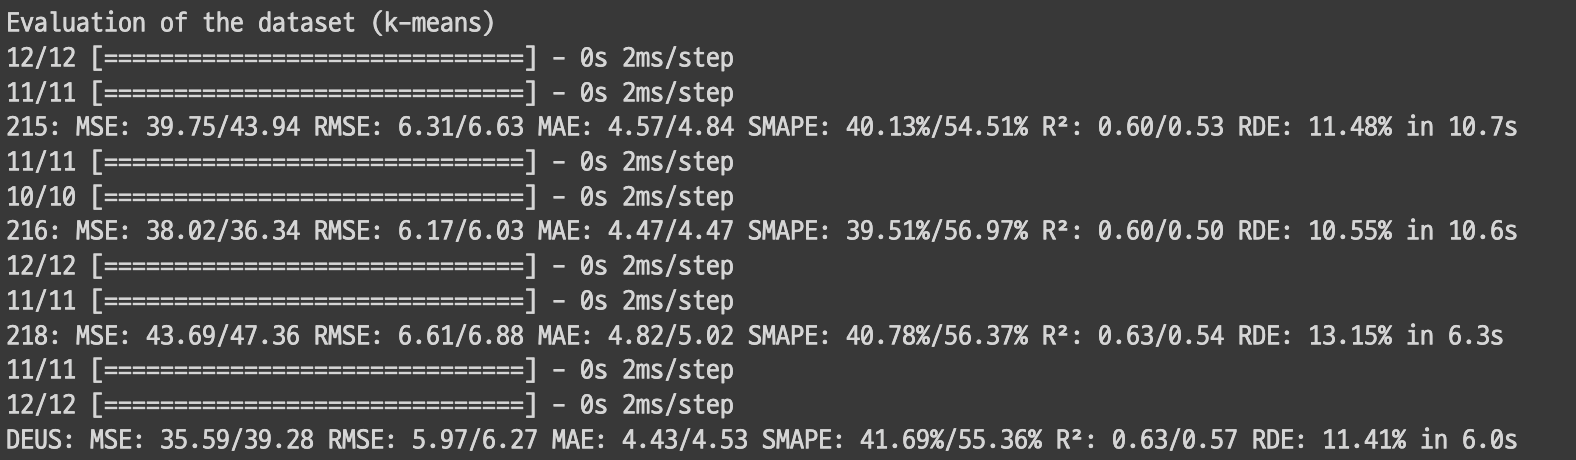 Evaluation of the dataset (k-means)
12/12 [==============================] - 0s 2ms/step
11/11 [==============================] - 0s 2ms/step
215: MSE: 39.75/43.94 RMSE: 6.31/6.63 MAE: 4.57/4.84 SMAPE: 40.13%/54.51% R²: 0.60/0.53 RDE: 11.48% in 10.7s
11/11 [==============================] - 0s 2ms/step
10/10 [==============================] - 0s 2ms/step
216: MSE: 38.02/36.34 RMSE: 6.17/6.03 MAE: 4.47/4.47 SMAPE: 39.51%/56.97% R²: 0.60/0.50 RDE: 10.55% in 10.6s
12/12 [==============================] - 0s 2ms/step
11/11 [==============================] - 0s 2ms/step
218: MSE: 43.69/47.36 RMSE: 6.61/6.88 MAE: 4.82/5.02 SMAPE: 40.78%/56.37% R²: 0.63/0.54 RDE: 13.15% in 6.3s
11/11 [==============================] - 0s 2ms/step
12/12 [==============================] - 0s 2ms/step
DEUS: MSE: 35.59/39.28 RMSE: 5.97/6.27 MAE: 4.43/4.53 SMAPE: 41.69%/55.36% R²: 0.63/0.57 RDE: 11.41% in 6.0s